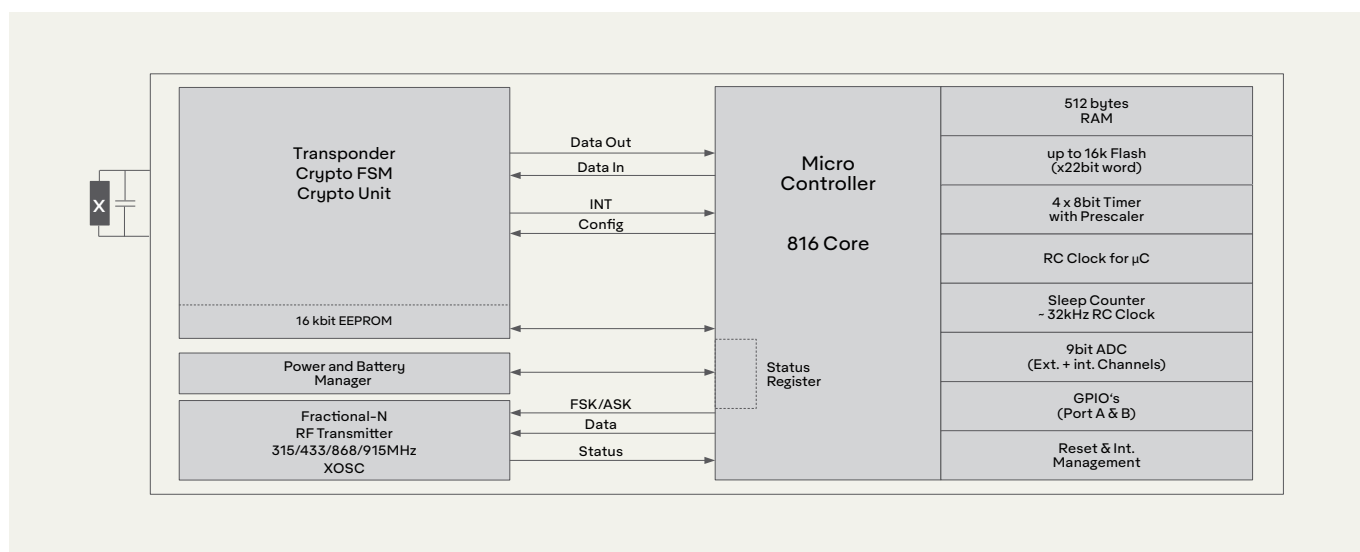 X
Transponder
Crypto FSM
Crypto Unit
16 kbit EEPROM
Power and Battery
Manager
Fractional-N
RF Transmitter
315/433/868/915MHz
XOSC
Data Out
Data In
INT
Config
FSK/ASK
Data
Status
Micro
Controller
816 Core
Status
Register
512 bytes
RAM
up to 16k Flash
(x22bit word)
4 x 8bit Timer
with Prescaler
RC Clock for µC
Sleep Counter
~ 32kHz RC Clock
9bit ADC
(Ext. + int. Channels)
GPIO‘s
(Port A & B)
Reset & Int.
Management